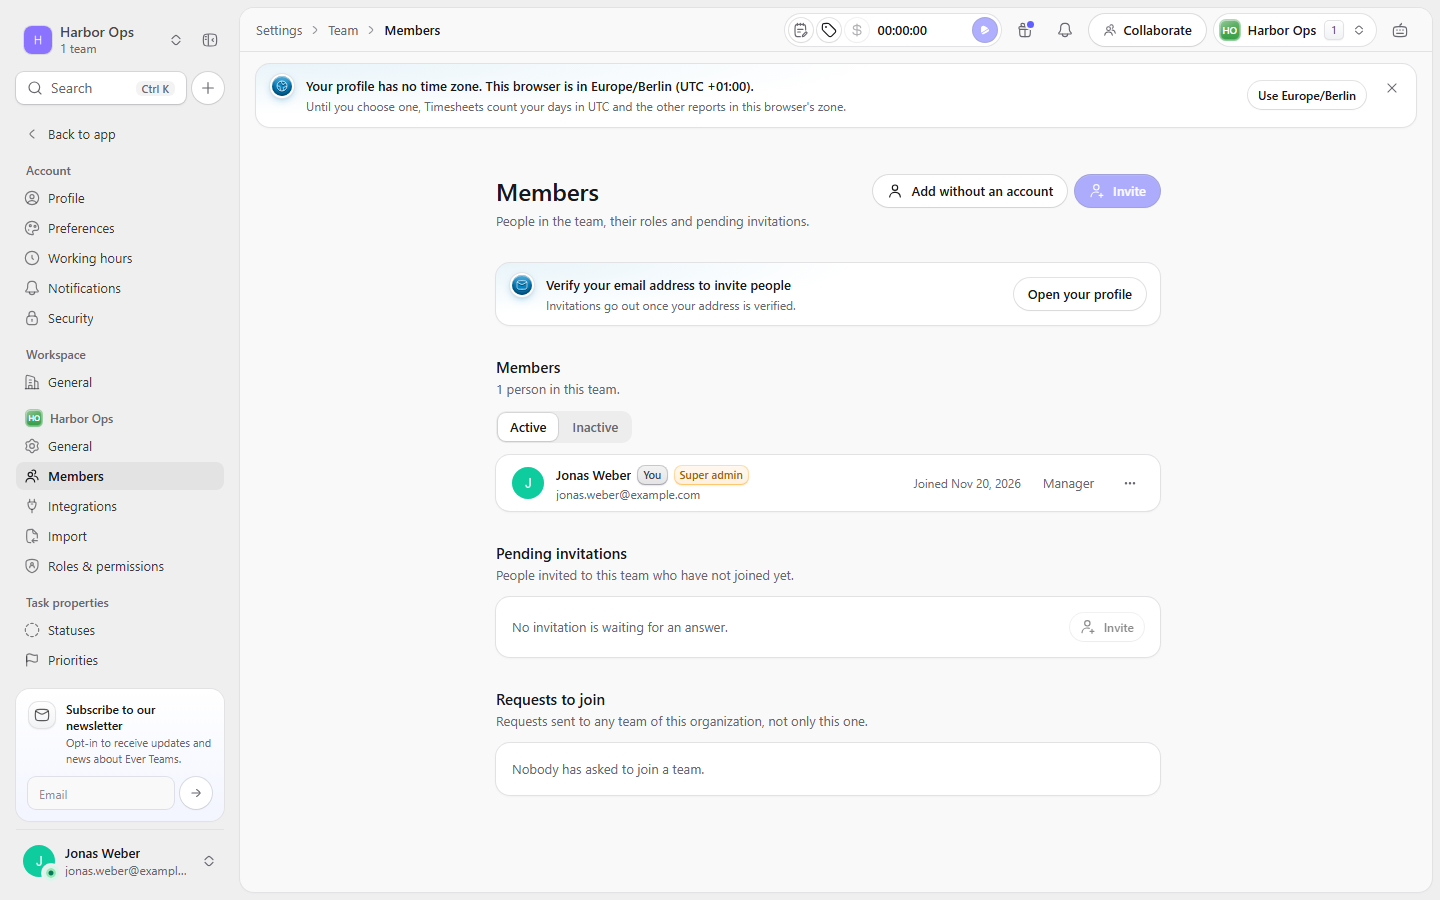 H
Harbor Ops
1 team
Search
Ctrl K
Back to app
Account
Profile
Preferences
Working hours
Notifications
Security
Workspace
General
HO
Harbor Ops
General
Members
Integrations
Import
Roles & permissions
Task properties
Statuses
Priorities
Subscribe to our
newsletter
Opt-in to receive updates and
news about Ever Teams.
Email
J
Jonas Weber
jonas.weber@exampl...
Settings
Team
Members
00:00:00
Collaborate
HO
Harbor Ops
1
Your profile has no time zone. This browser is in Europe/Berlin (UTC +01:00).
Until you choose one, Timesheets count your days in UTC and the other reports in this browser's zone.
Use Europe/Berlin
Members
People in the team, their roles and pending invitations.
Add without an account
Invite
Verify your email address to invite people
Invitations go out once your address is verified.
Open your profile
Members
1 person in this team.
Active
Inactive
J
Jonas Weber
You
Super admin
jonas.weber@example.com
Joined Nov 20, 2026
Manager
Pending invitations
People invited to this team who have not joined yet.
No invitation is waiting for an answer.
Invite
Requests to join
Requests sent to any team of this organization, not only this one.
Nobody has asked to join a team.